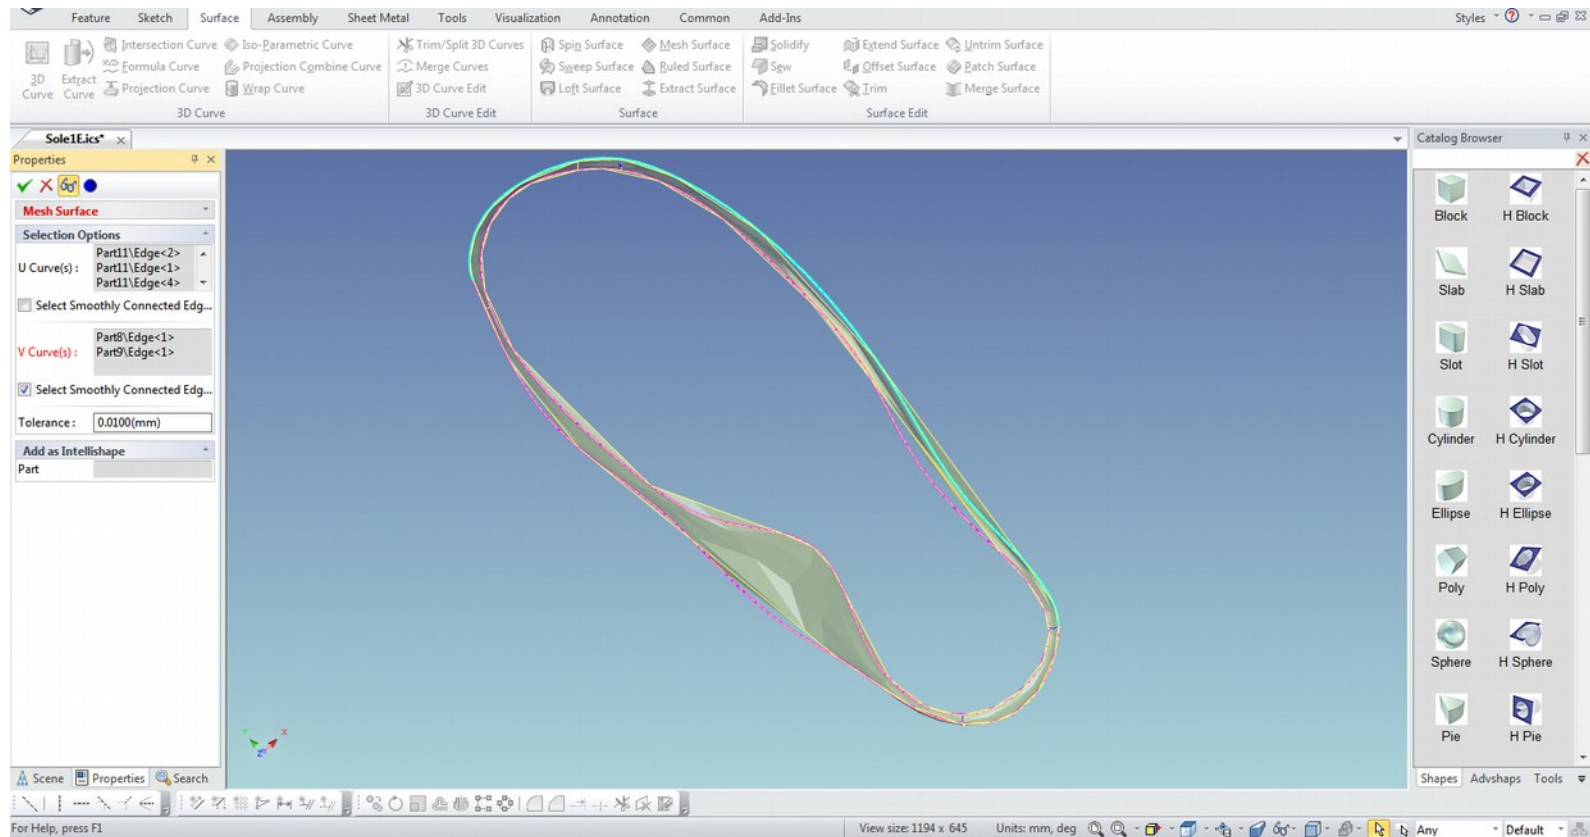 Feature Sketch Surface Assembly Sheet Metal Tools Visualization Annotation Common Add-Ins Styles
Intersection Curve Iso-Parametric Curve Trim/Split 3D Curves Spin Surface Mesh Surface Solidify Extend Surface Untrim Surface
3D Curve Extract Curve Formula Curve Projection Combine Curve Merge Curves Sweep Surface Ruled Surface Sew Offset Surface Patch Surface
Projection Curve Wrap Curve 3D Curve Edit Loft Surface Extract Surface Fillet Surface Trim Merge Surface
3D Curve 3D Curve Edit Surface Surface Edit
Sole1E.ics* Catalog Browser
Properties
Mesh Surface
Selection Options
U Curve(s) :
Part11\Edge<2>
Part11\Edge<1>
Part11\Edge<4>
Select Smoothly Connected Edg...
V Curve(s) :
Part8\Edge<1>
Part9\Edge<1>
Select Smoothly Connected Edg...
Tolerance : 0.0100(mm)
Add as Intellishape
Part
Block H Block
Slab H Slab
Slot H Slot
Cylinder H Cylinder
Ellipse H Ellipse
Poly H Poly
Sphere H Sphere
Pie H Pie
Y X Z
Scene Properties Search
Shapes Advshaps Tools
For Help, press F1 View size: 1194 x 645 Units: mm, deg Any Default